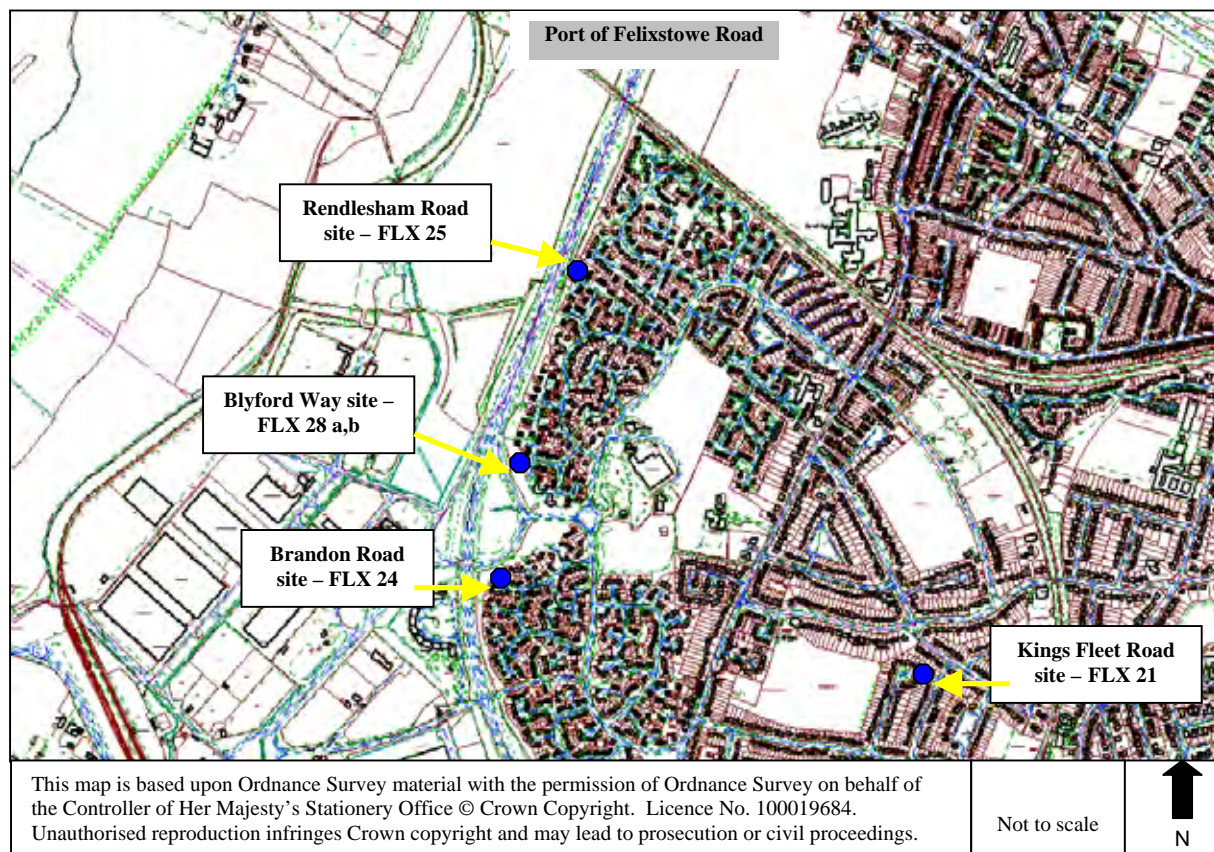 Port of Felixstowe Road
Rendlesham Road
site – FLX 25
Blyford Way site –
FLX 28 a,b
Brandon Road
site – FLX 24
Kings Fleet Road
site – FLX 21
This map is based upon Ordnance Survey material with the permission of Ordnance Survey on behalf of
the Controller of Her Majesty’s Stationery Office © Crown Copyright. Licence No. 100019684.
Unauthorised reproduction infringes Crown copyright and may lead to prosecution or civil proceedings.
Not to scale
N